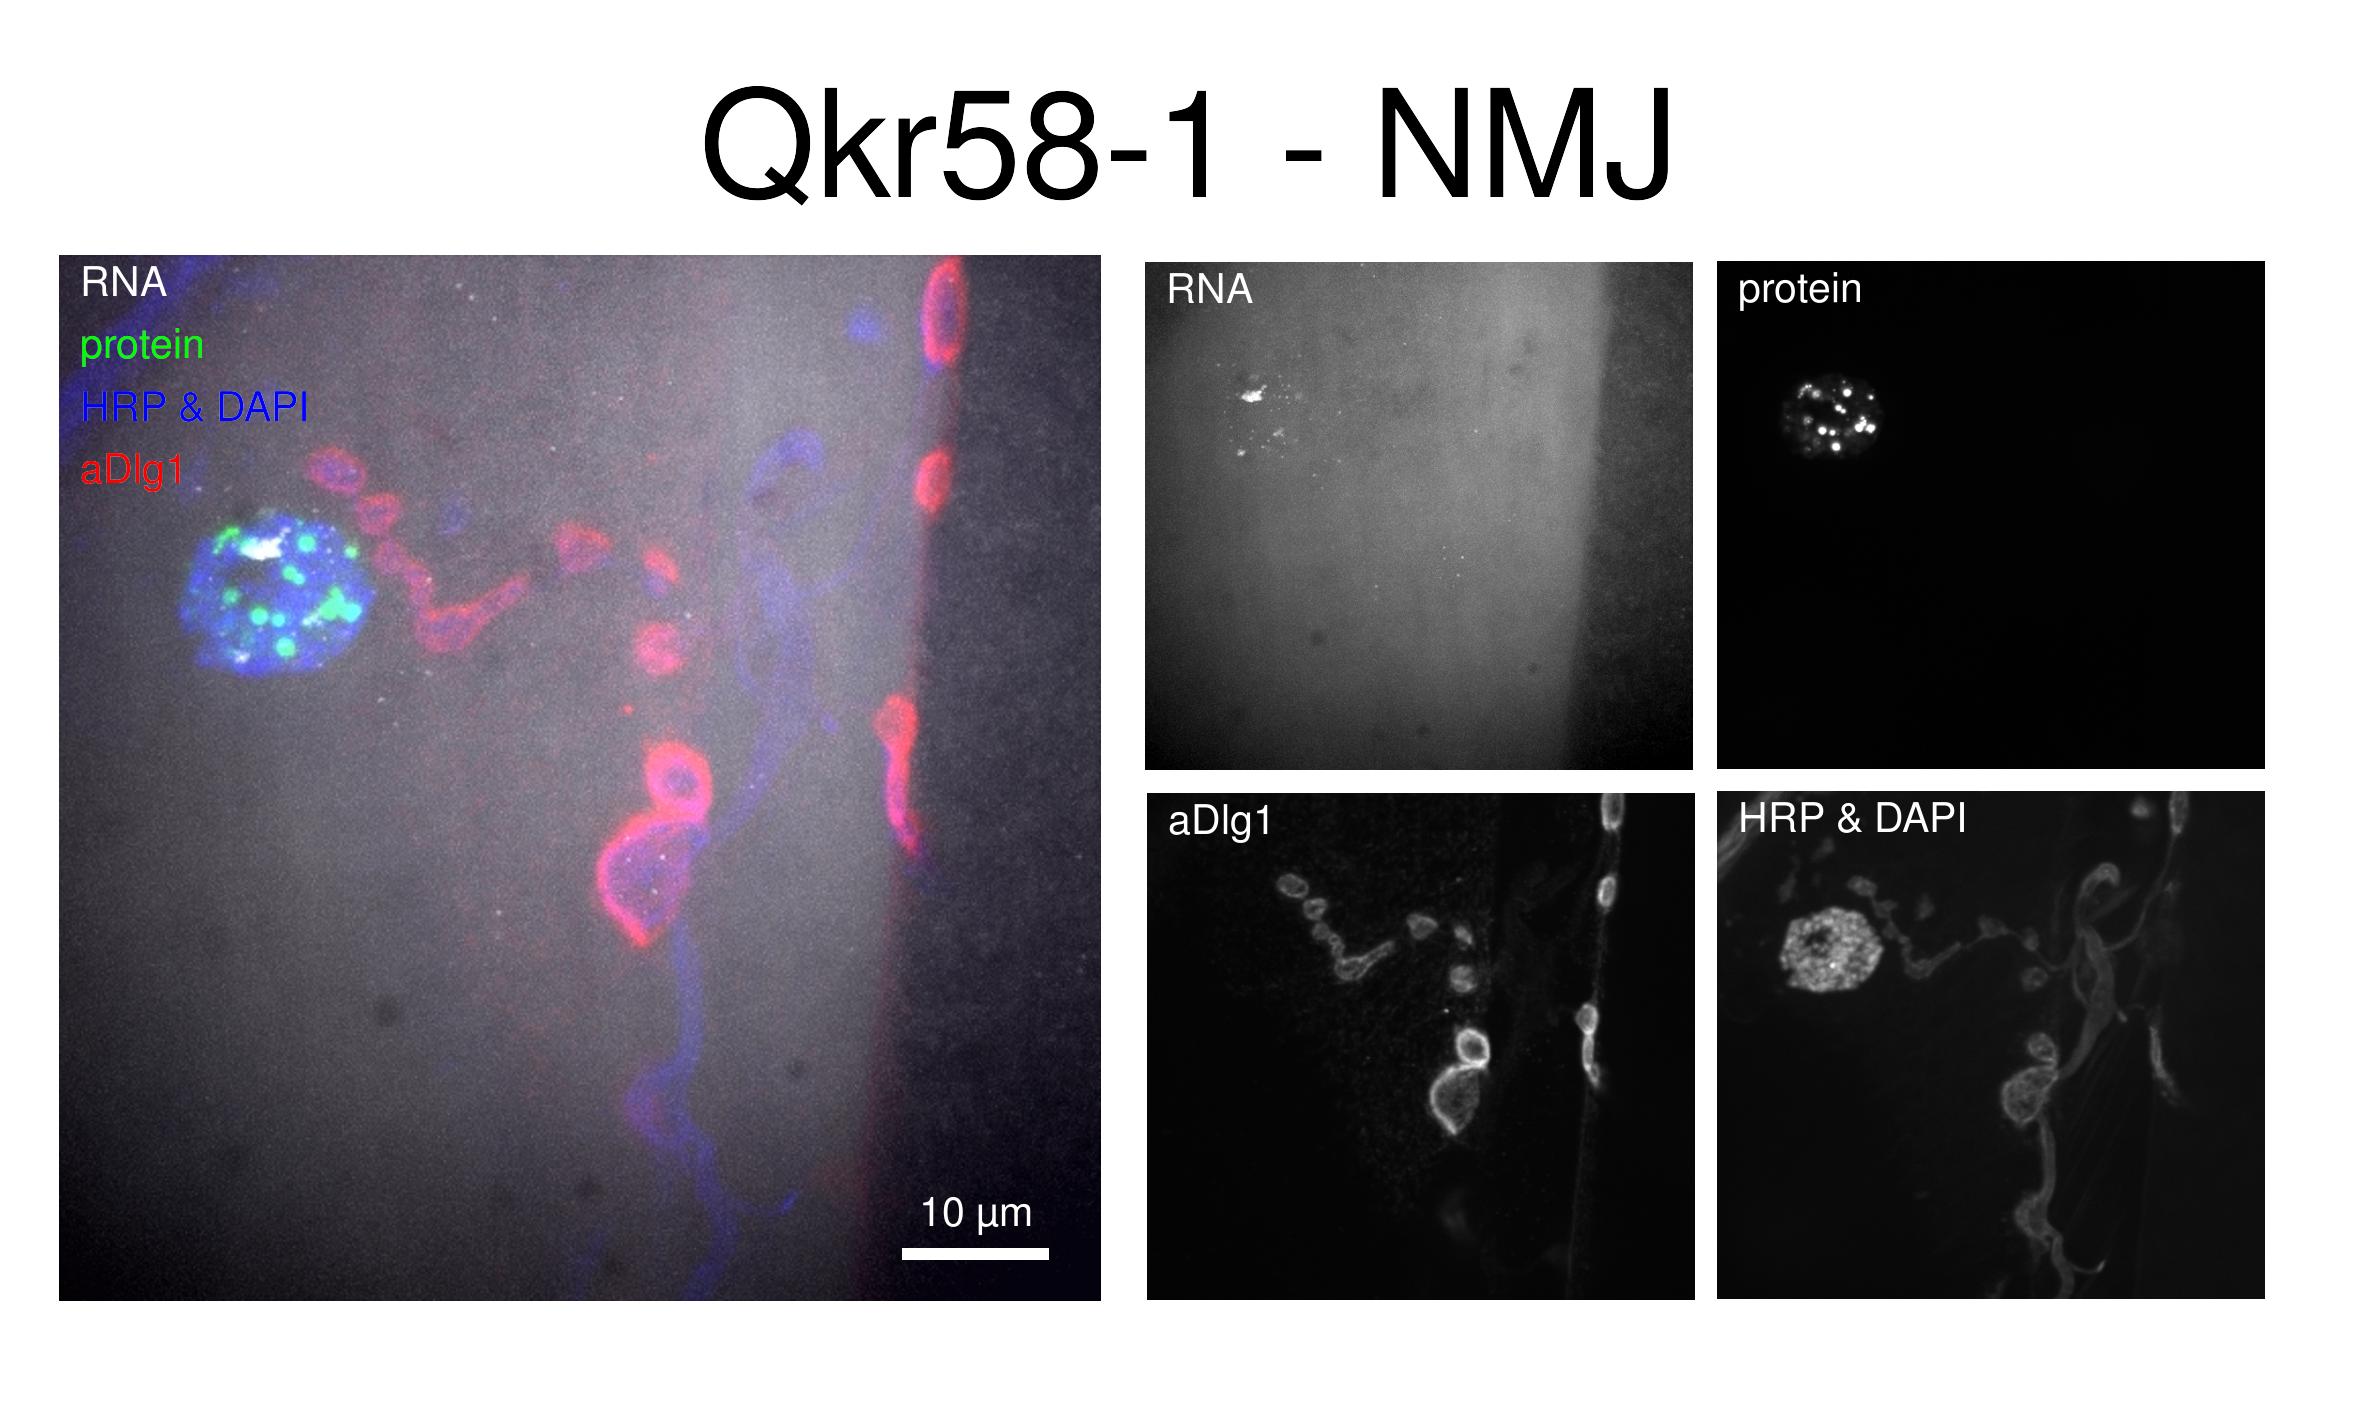 Qkr58-1 - NMJ
RNA
protein
HRP & DAPI
aDlg1
10 µm
RNA
protein
aDlg1
HRP & DAPI